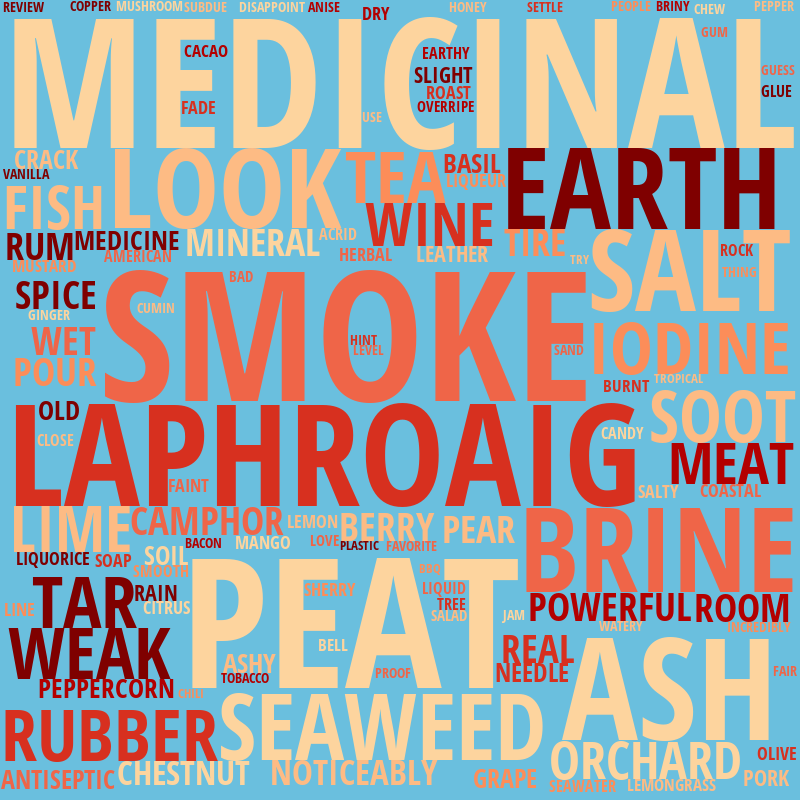 REVIEW COPPER MUSHROOM SUBDUE DISAPPOINT ANISE DRY HONEY SETTLE PEOPLE BRINY CHEW PEPPER
MEDICINAL
CACAO EARTHY GUM
SLIGHT GUESS
FADE ROAST GLUE
OVERRIPE
USE
CRACK LOOK TEA BASIL EARTH
VANILLA LIQUEUR
FISH WINE
RUM MEDICINE MINERAL ACRID TIRE SALT
AMERICAN HERBAL LEATHER TRY ROCK
MUSTARD THING
SPICE BAD SMOKE
GINGER CUMIN
WET HINT IODINE
LEVEL SAND
POUR BURNT TROPICAL
OLD LAPHROAIG SOOT
CLOSE CANDY
MEAT
FAINT SALTY COASTAL
LIME CAMPHOR LEMON BERRY PEAR BRINE
LOVE PLASTIC FAVORITE
BACON MANGO
LIQUORICE SOAP SOIL
SMOOTH PEAT BBQ
TAR RAIN SHERRY LIQUID
LINE CITRUS TREE POWERFUL ROOM
SALAD JAM
WEAK WATERY INCREDIBLY
BELL REAL ASH
ASHY NEEDLE
PEPPERCORN TOBACCO PROOF FAIR
RUBBER SEAWEED
ORCHARD OLIVE
ANTISEPTIC CHESTNUT NOTICEABLY GRAPE SEAWATER LEMONGRASS PORK